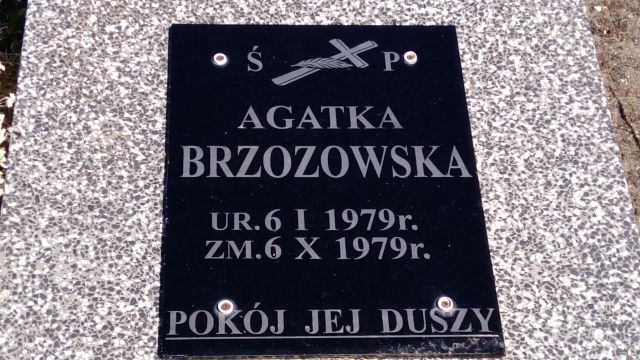 Ś P
AGATKA
BRZOZOWSKA
UR.6 I 1979r.
ZM.6 X 1979r.
POKÓJ JEJ DUSZY